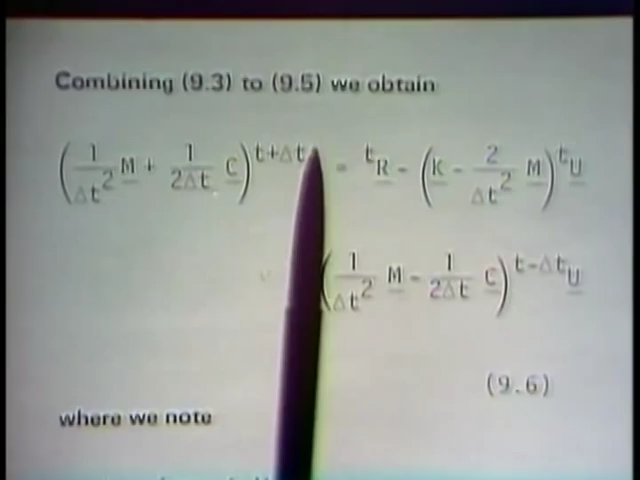 Combining (9.3) to (9.5) we obtain
(1/Δt² M + 1/2Δt C) t+Δt = tR - (K - 2/Δt² M) tU
(1/Δt² M - 1/2Δt C) t-ΔtU
(9.6)
where we note